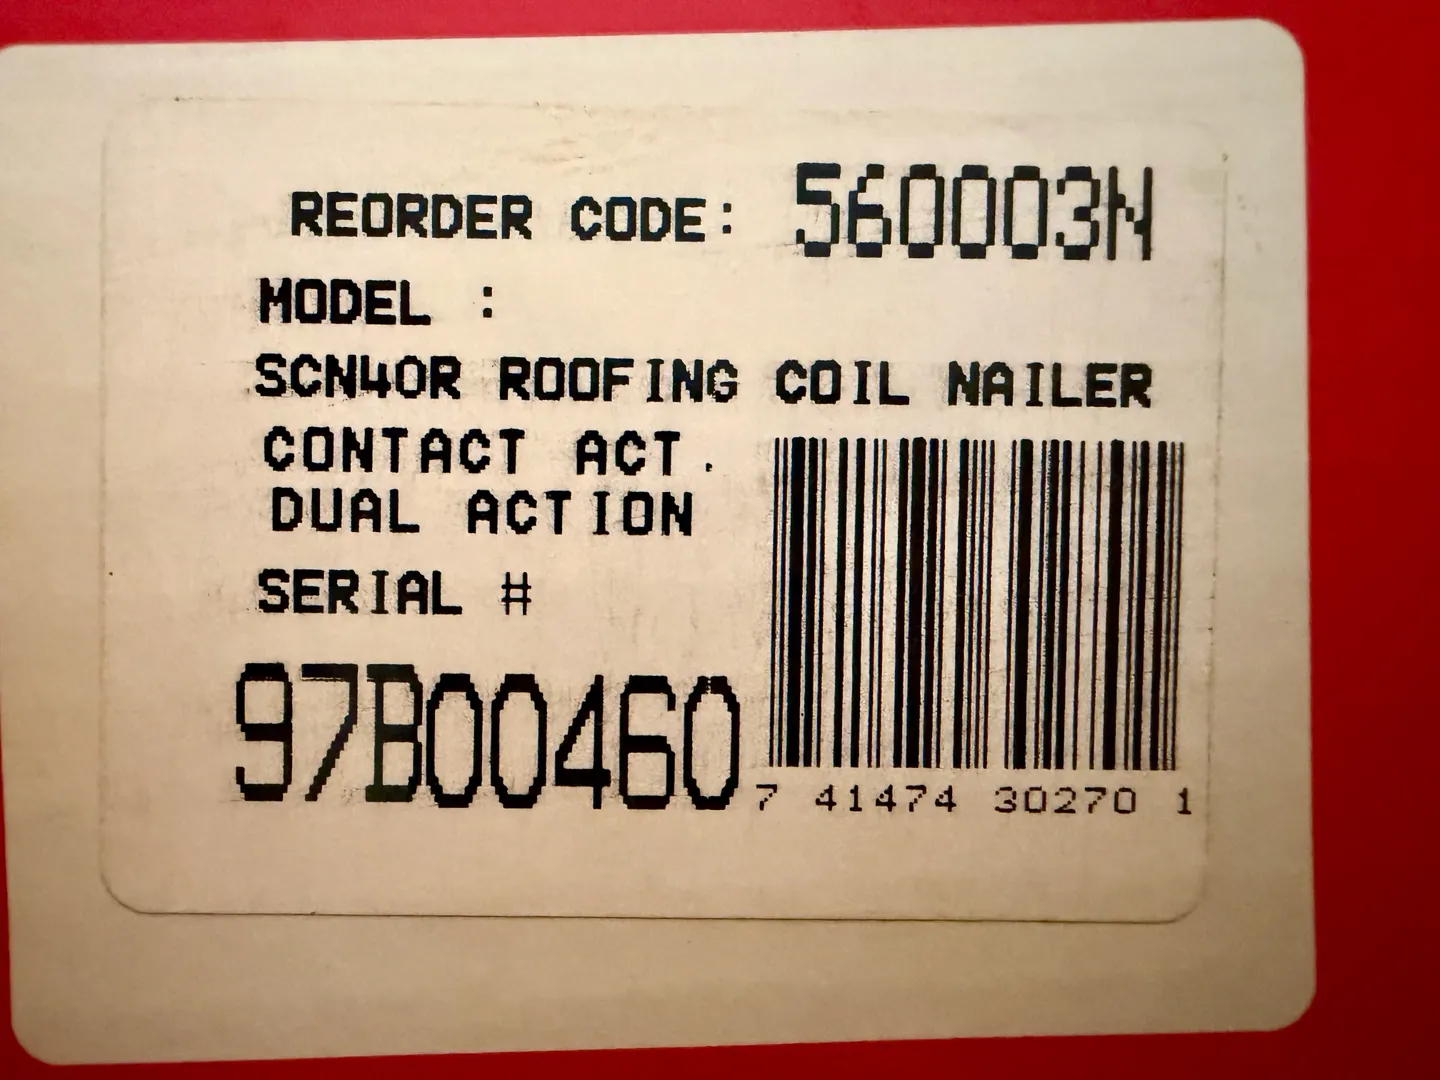 REORDER CODE: 560003N
MODEL :
SCN40R ROOFING COIL NAILER
CONTACT ACT.
DUAL ACTION
SERIAL #
97B00460
7 41474 30270 1